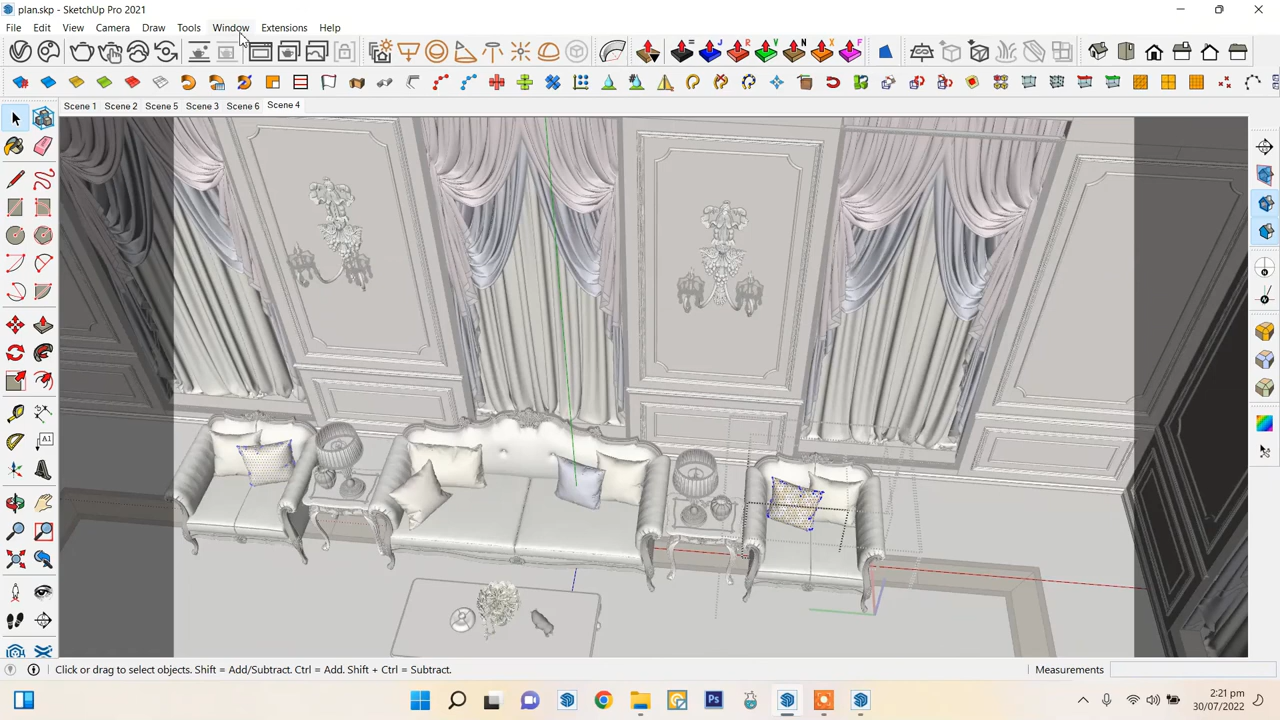 plan.skp - SketchUp Pro 2021
File Edit View Camera Draw Tools Window Extensions Help
Scene 1 Scene 2 Scene 5 Scene 3 Scene 6 Scene 4
Click or drag to select objects. Shift = Add/Subtract. Ctrl = Add. Shift + Ctrl = Subtract.
Measurements
2:21 pm
30/07/2022